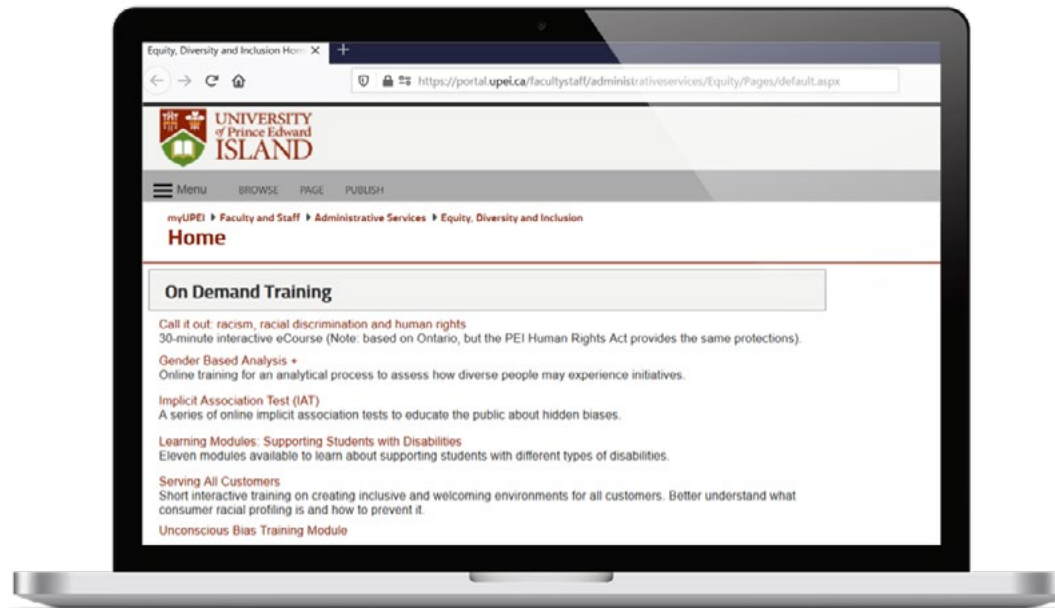 Equity, Diversity and Inclusion Hom
https://portal.upei.ca/facultystaff/administrativeservices/Equity/Pages/default.aspx
UNIVERSITY
of Prince Edward
ISLAND
Menu BROWSE PAGE PUBLISH
myUPEI Faculty and Staff Administrative Services Equity, Diversity and Inclusion
Home
On Demand Training
Call it out: racism, racial discrimination and human rights
30-minute interactive eCourse (Note: based on Ontario, but the PEI Human Rights Act provides the same protections).
Gender Based Analysis +
Online training for an analytical process to assess how diverse people may experience initiatives.
Implicit Association Test (IAT)
A series of online implicit association tests to educate the public about hidden biases.
Learning Modules: Supporting Students with Disabilities
Eleven modules available to learn about supporting students with different types of disabilities.
Serving All Customers
Short interactive training on creating inclusive and welcoming environments for all customers. Better understand what
consumer racial profiling is and how to prevent it.
Unconscious Bias Training Module